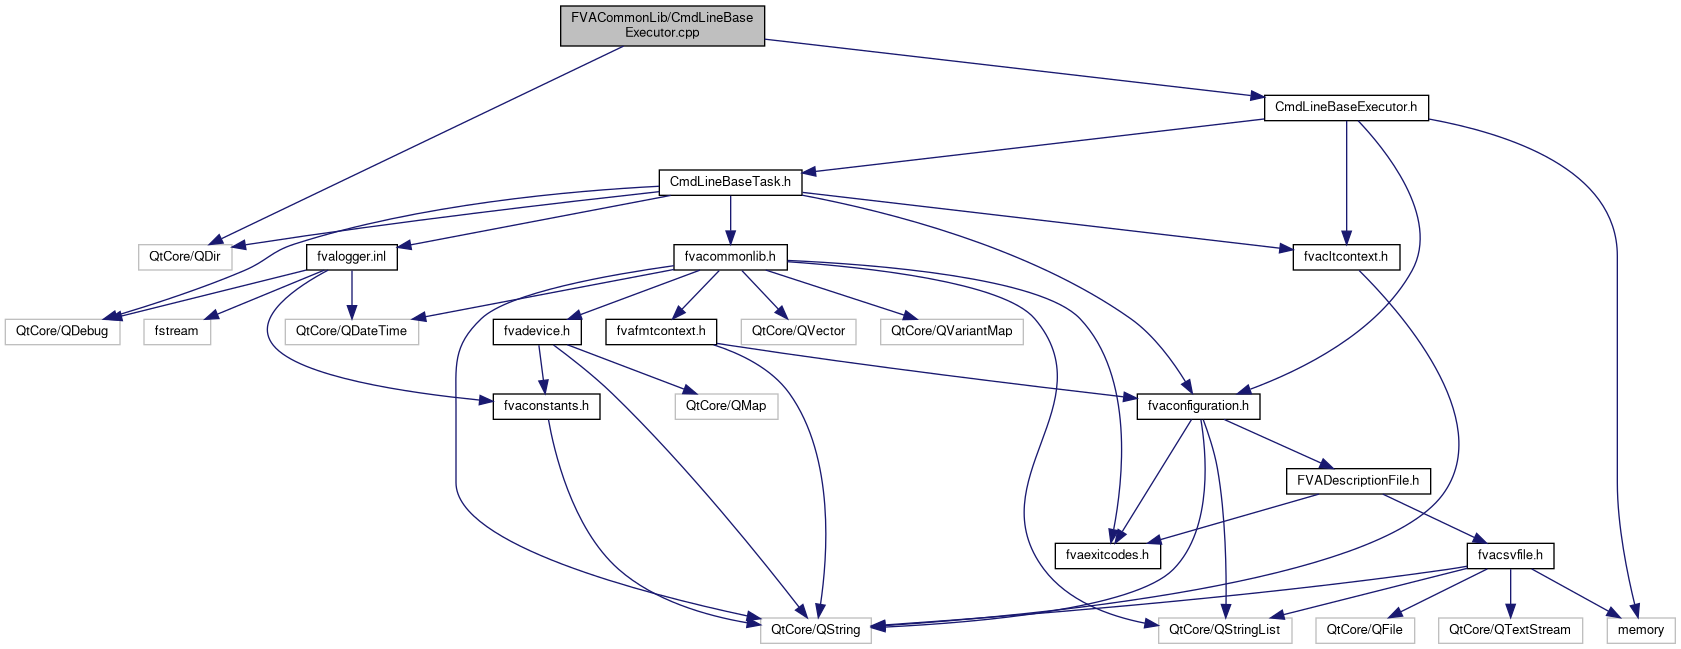 FVACommonLib/CmdLineBase
Executor.cpp
CmdLineBaseExecutor.h
CmdLineBaseTask.h
QtCore/QDir
fvalogger.inl
fvacommonlib.h
fvacltcontext.h
QtCore/QDebug
fstream
QtCore/QDateTime
fvadevice.h
fvafmtcontext.h
QtCore/QVector
QtCore/QVariantMap
fvaconstants.h
QtCore/QMap
fvaconfiguration.h
FVADescriptionFile.h
fvaexitcodes.h
fvacsvfile.h
QtCore/QString
QtCore/QStringList
QtCore/QFile
QtCore/QTextStream
memory